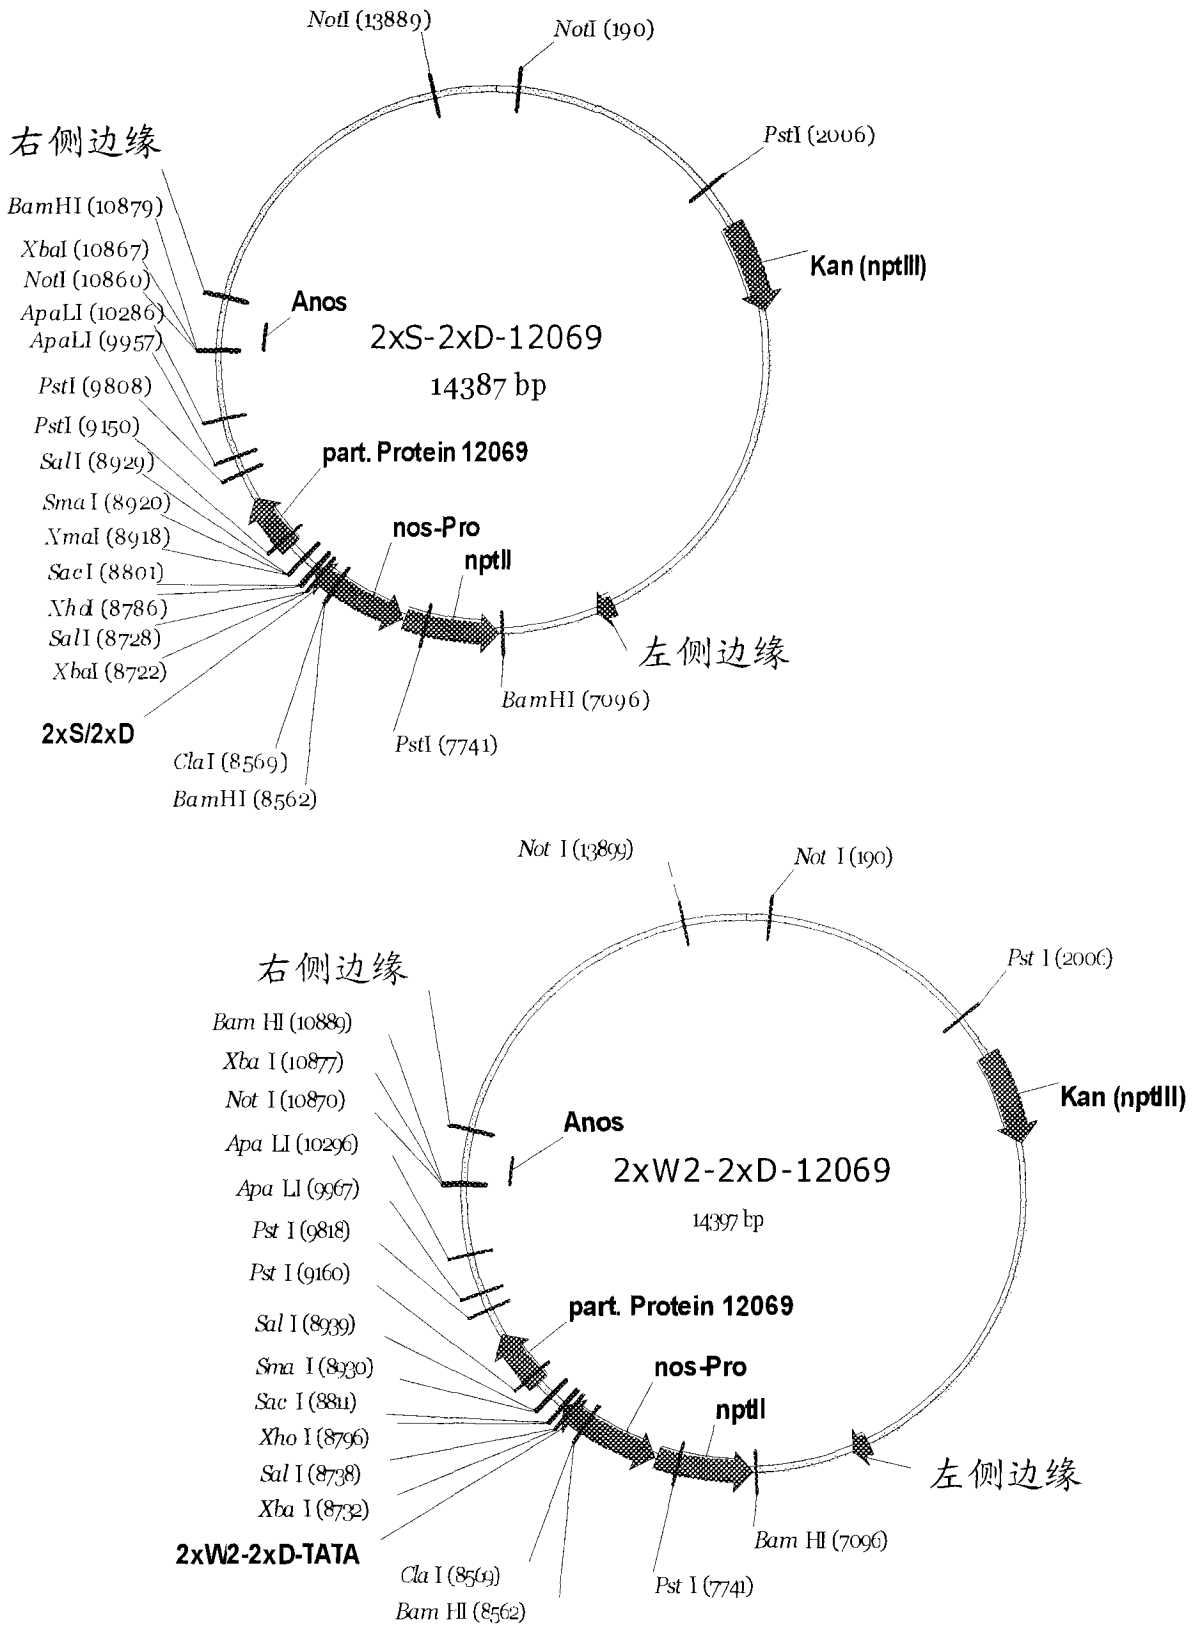 NotI (13889)
NotI (190)
右侧边缘
PstI (2006)
BamHI (10879)
XbaI (10867)
NotI (10860)
ApaLI (10286)
ApaLI (9957)
PstI (9808)
PstI (9150)
SalI (8929)
SmaI (8920)
XmaI (8918)
SacI (8801)
XhoI (8786)
SalI (8728)
XbaI (8722)
2xS/2xD
ClaI (8569)
BamHI (8562)
Kan (nptIII)
Anos
2xS-2xD-12069
14387 bp
part. Protein 12069
nos-Pro
nptII
左侧边缘
BamHI (7096)
PstI (7741)
Not I (13899)
Not I (190)
右侧边缘
Pst I (2006)
Bam HI (10889)
Xba I (10877)
Not I (10870)
Apa LI (10296)
Apa LI (9967)
Pst I (9818)
Pst I (9160)
Sal I (8939)
Sma I (8930)
Sac I (8811)
Xho I (8796)
Sal I (8738)
Xba I (8732)
2xW2-2xD-TATA
Cla I (8569)
Bam HI (8562)
Kan (nptIII)
Anos
2xW2-2xD-12069
14397 bp
part. Protein 12069
nos-Pro
nptII
左侧边缘
Bam HI (7096)
Pst I (7741)